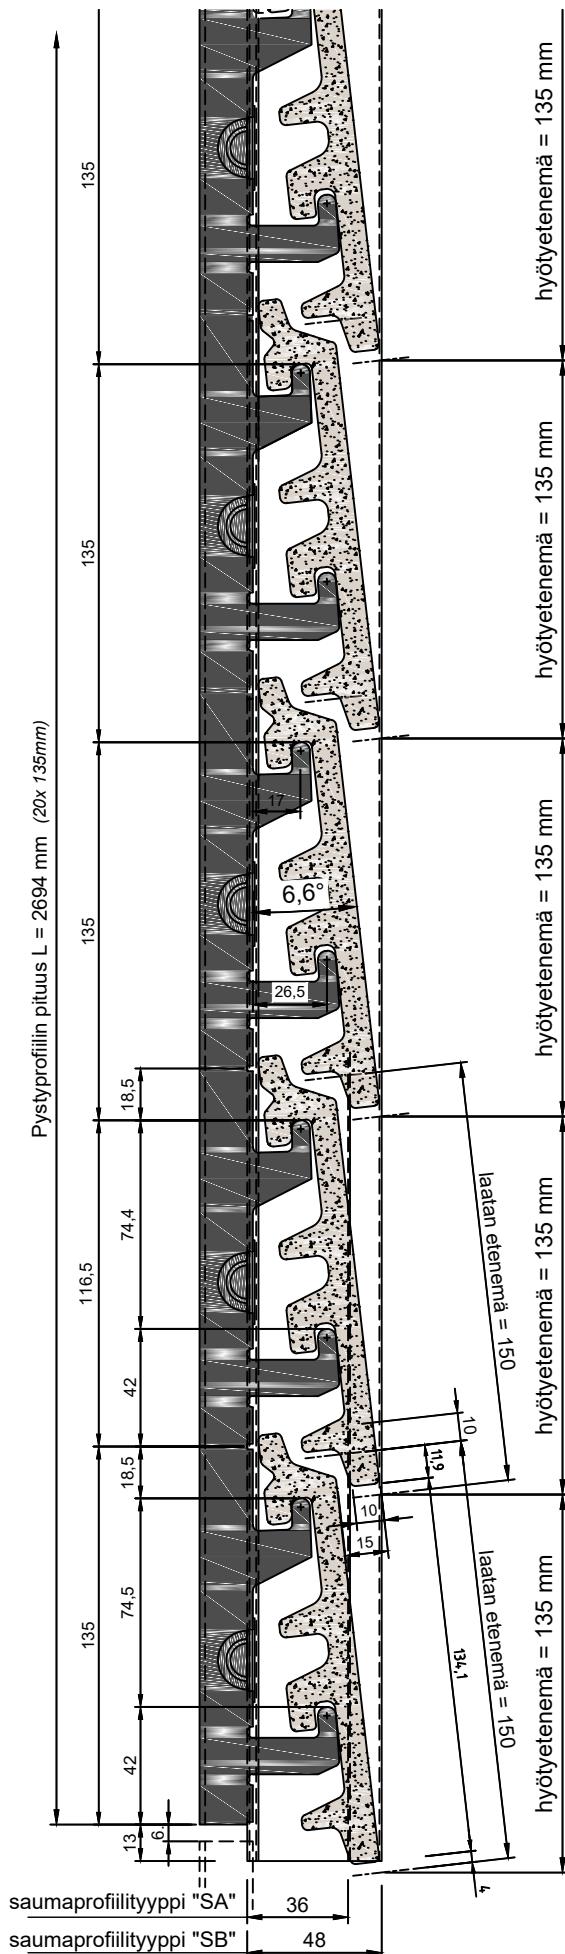 hyötyetenemä = 135 mm
135
hyötyetenemä = 135 mm
135
Pystyprofiilin pituus L = 2694 mm (20x 135mm)
17
hyötyetenemä = 135 mm
135
6,6°
26,5
18,5
laatan etenemä = 150
hyötyetenemä = 135 mm
74,4
116,5
42
10
11,9
18,5
10
15
laatan etenemä = 150
hyötyetenemä = 135 mm
74,5
135
134,1
42
13
6
4
saumaprofiilityyppi "SA" 36
saumaprofiilityyppi "SB" 48